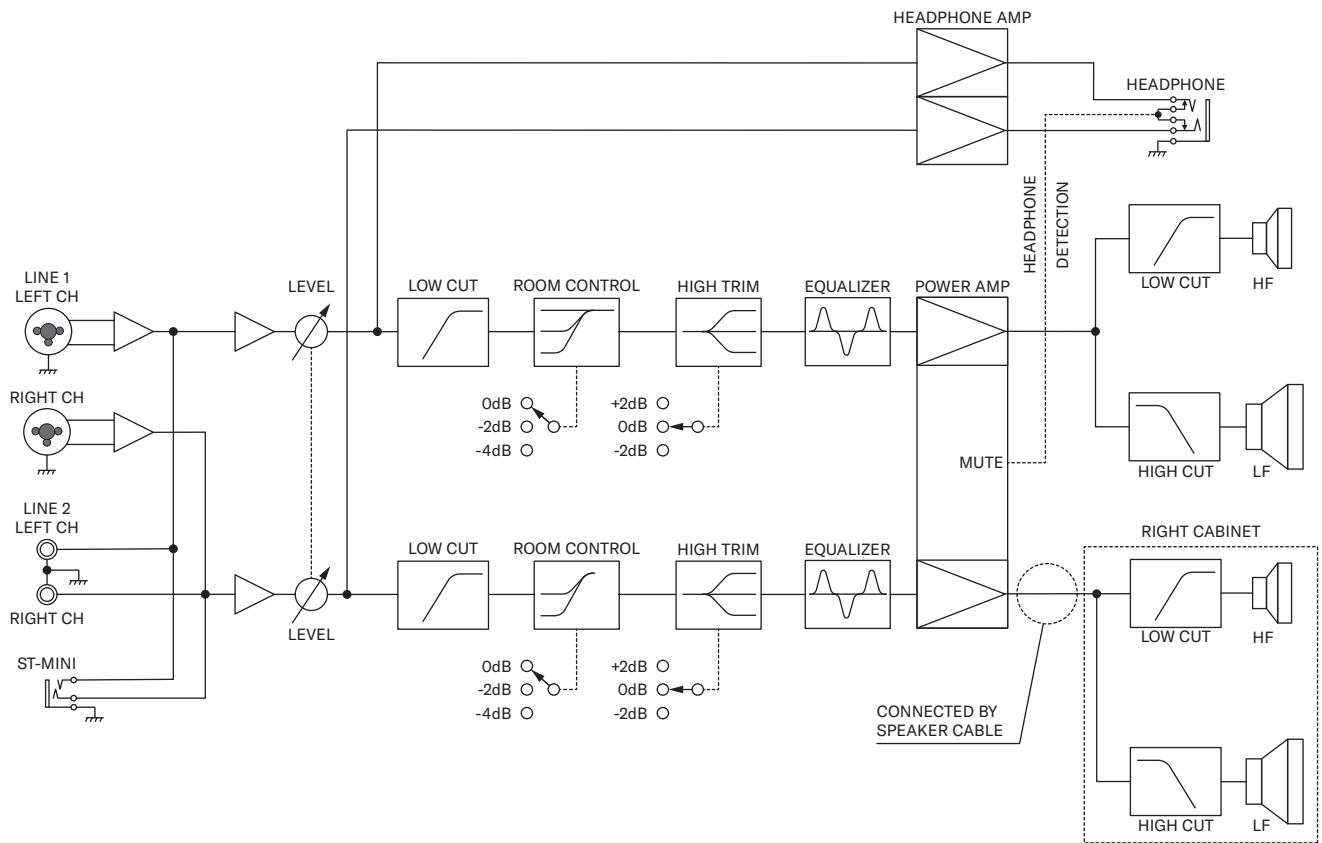 HEADPHONE AMP
HEADPHONE
HEADPHONE
DETECTION
LINE 1
LEFT CH
LEVEL
LOW CUT
ROOM CONTROL
HIGH TRIM
EQUALIZER
POWER AMP
LOW CUT
HF
RIGHT CH
0dB
-2dB
-4dB
+2dB
0dB
-2dB
MUTE
HIGH CUT
LF
LINE 2
LEFT CH
RIGHT CH
ST-MINI
LEVEL
LOW CUT
ROOM CONTROL
HIGH TRIM
EQUALIZER
0dB
-2dB
-4dB
+2dB
0dB
-2dB
CONNECTED BY
SPEAKER CABLE
RIGHT CABINET
LOW CUT
HF
HIGH CUT
LF